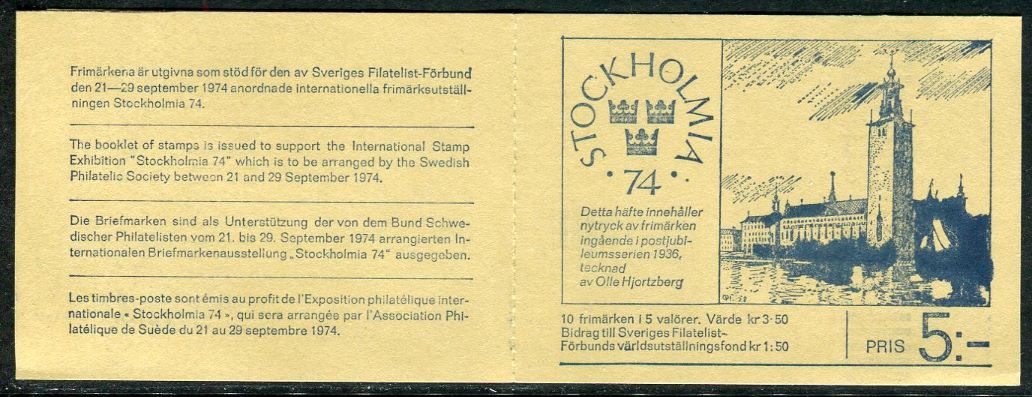 Frimärkena är utgivna som stöd för den av Sveriges Filatelist-Förbund
den 21—29 september 1974 anordnade internationella frimärksutställ-
ningen Stockholmia 74.
The booklet of stamps is issued to support the International Stamp
Exhibition "Stockholmia 74" which is to be arranged by the Swedish
Philatelic Society between 21 and 29 September 1974.
Die Briefmarken sind als Unterstützung der von dem Bund Schwe-
discher Philatelisten vom 21. bis 29. September 1974 arrangierten In-
ternationalen Briefmarkenausstellung „Stockholmia 74" ausgegeben.
Les timbres-poste sont émis au profit de l'Exposition philatélique inter-
nationale « Stockholmia 74 », qui sera arrangée par l'Association Phi-
latélique de Suède du 21 au 29 septembre 1974.
STOCKHOLMIA
• 74 •
Detta häfte innehåller
nytryck av frimärken
ingående i postjubi-
leumsserien 1936,
tecknad
av Olle Hjortzberg
10 frimärken i 5 valörer. Värde kr 3·50
Bidrag till Sveriges Filatelist-
Förbunds världsutställningsfond kr 1:50
PRIS 5:-